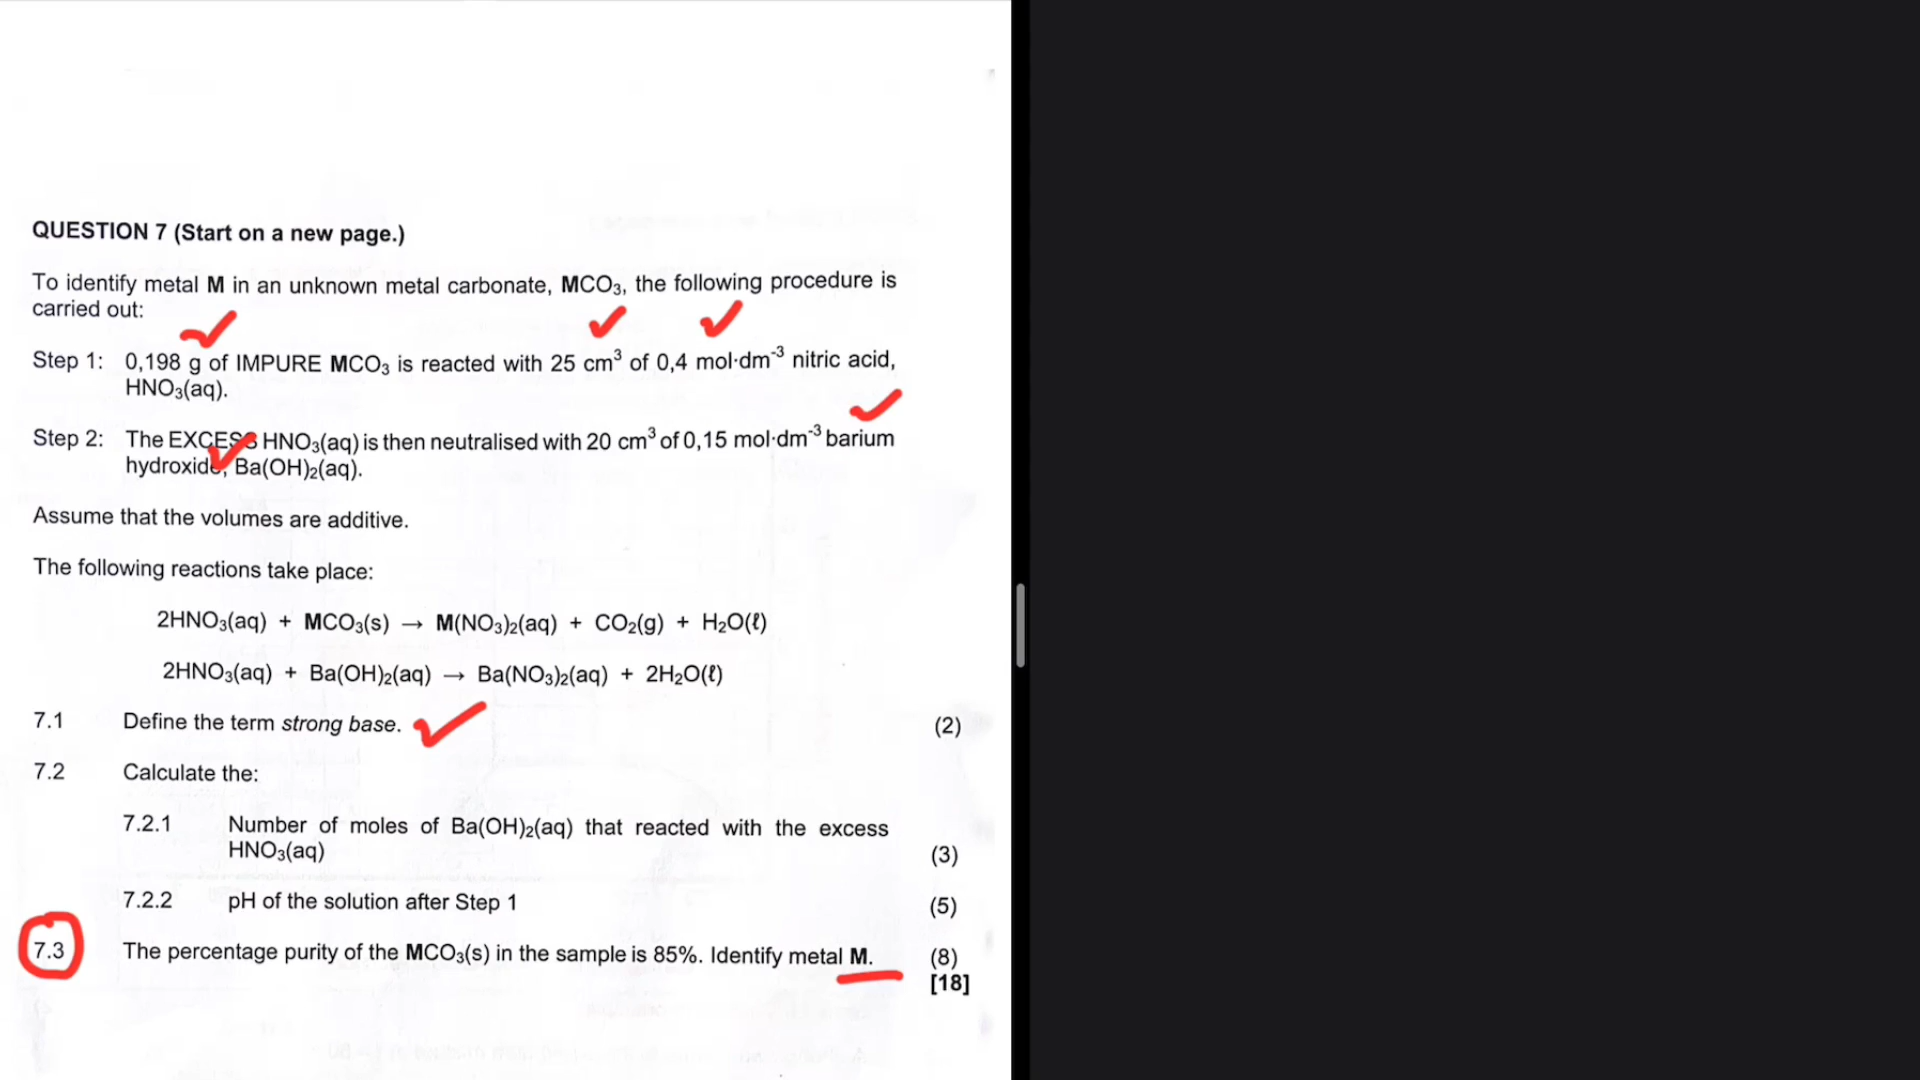 QUESTION 7 (Start on a new page.)
To identify metal M in an unknown metal carbonate, MCO₃, the following procedure is
carried out:
Step 1: 0,198 g of IMPURE MCO₃ is reacted with 25 cm³ of 0,4 mol·dm⁻³ nitric acid,
HNO₃(aq).
Step 2: The EXCESS HNO₃(aq) is then neutralised with 20 cm³ of 0,15 mol·dm⁻³ barium
hydroxide, Ba(OH)₂(aq).
Assume that the volumes are additive.
The following reactions take place:
2HNO₃(aq) + MCO₃(s) → M(NO₃)₂(aq) + CO₂(g) + H₂O(ℓ)
2HNO₃(aq) + Ba(OH)₂(aq) → Ba(NO₃)₂(aq) + 2H₂O(ℓ)
7.1 Define the term strong base. (2)
7.2 Calculate the:
7.2.1 Number of moles of Ba(OH)₂(aq) that reacted with the excess
HNO₃(aq) (3)
7.2.2 pH of the solution after Step 1 (5)
7.3 The percentage purity of the MCO₃(s) in the sample is 85%. Identify metal M. (8)
[18]